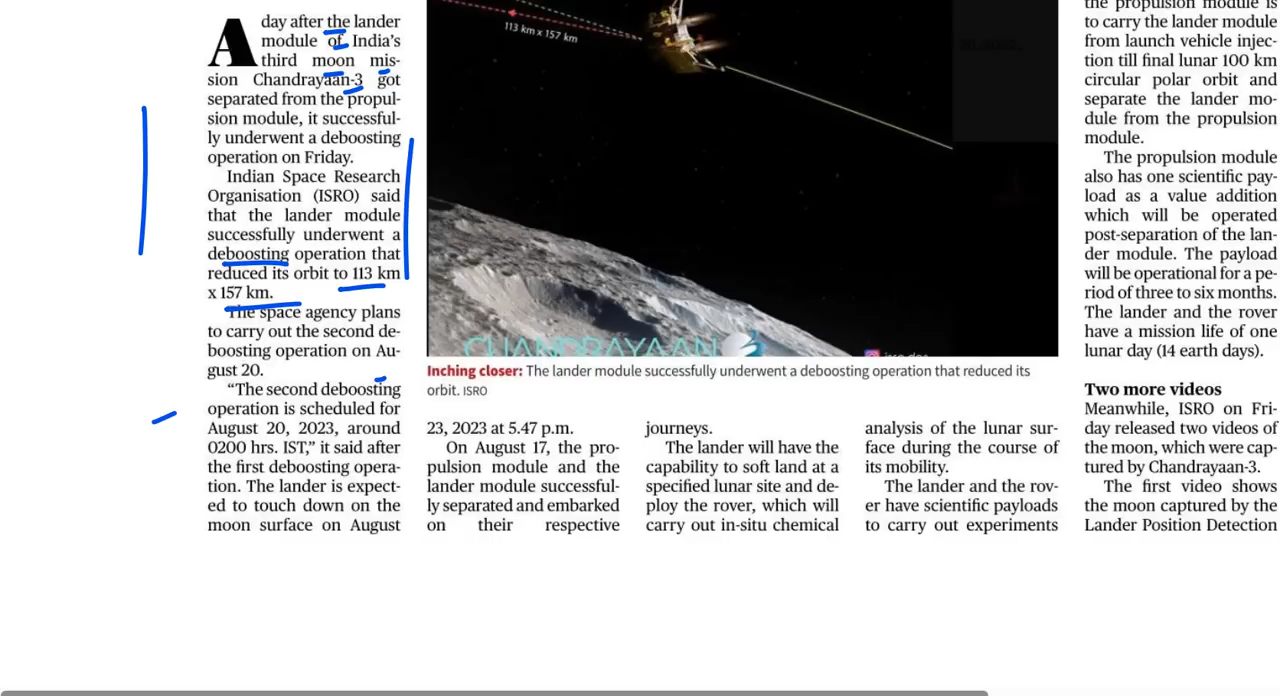 A day after the lander
module of India's
third moon mis-
sion Chandrayaan-3 got
separated from the propul-
sion module, it successful-
ly underwent a deboosting
operation on Friday.
Indian Space Research
Organisation (ISRO) said
that the lander module
successfully underwent a
deboosting operation that
reduced its orbit to 113 km
x 157 km.
The space agency plans
to carry out the second de-
boosting operation on Au-
gust 20.
“The second deboosting
operation is scheduled for
August 20, 2023, around
0200 hrs. IST,” it said after
the first deboosting opera-
tion. The lander is expect-
ed to touch down on the
moon surface on August
113 km x 157 km
CHANDRAYAAN
Inching closer: The lander module successfully underwent a deboosting operation that reduced its
orbit. ISRO
23, 2023 at 5.47 p.m.
On August 17, the pro-
pulsion module and the
lander module successful-
ly separated and embarked
on their respective
journeys.
The lander will have the
capability to soft land at a
specified lunar site and de-
ploy the rover, which will
carry out in-situ chemical
analysis of the lunar sur-
face during the course of
its mobility.
The lander and the rov-
er have scientific payloads
to carry out experiments
the propulsion module is
to carry the lander module
from launch vehicle injec-
tion till final lunar 100 km
circular polar orbit and
separate the lander mo-
dule from the propulsion
module.
The propulsion module
also has one scientific pay-
load as a value addition
which will be operated
post-separation of the lan-
der module. The payload
will be operational for a pe-
riod of three to six months.
The lander and the rover
have a mission life of one
lunar day (14 earth days).
Two more videos
Meanwhile, ISRO on Fri-
day released two videos of
the moon, which were cap-
tured by Chandrayaan-3.
The first video shows
the moon captured by the
Lander Position Detection